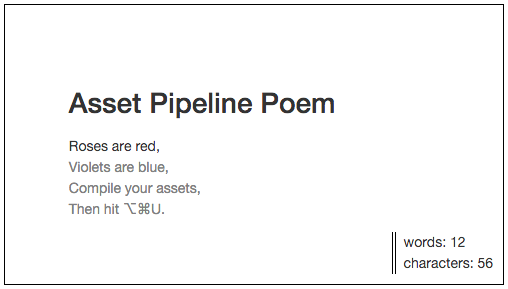 Asset Pipeline Poem
Roses are red,
Violets are blue,
Compile your assets,
Then hit ⌥⌘U.
words: 12
characters: 56